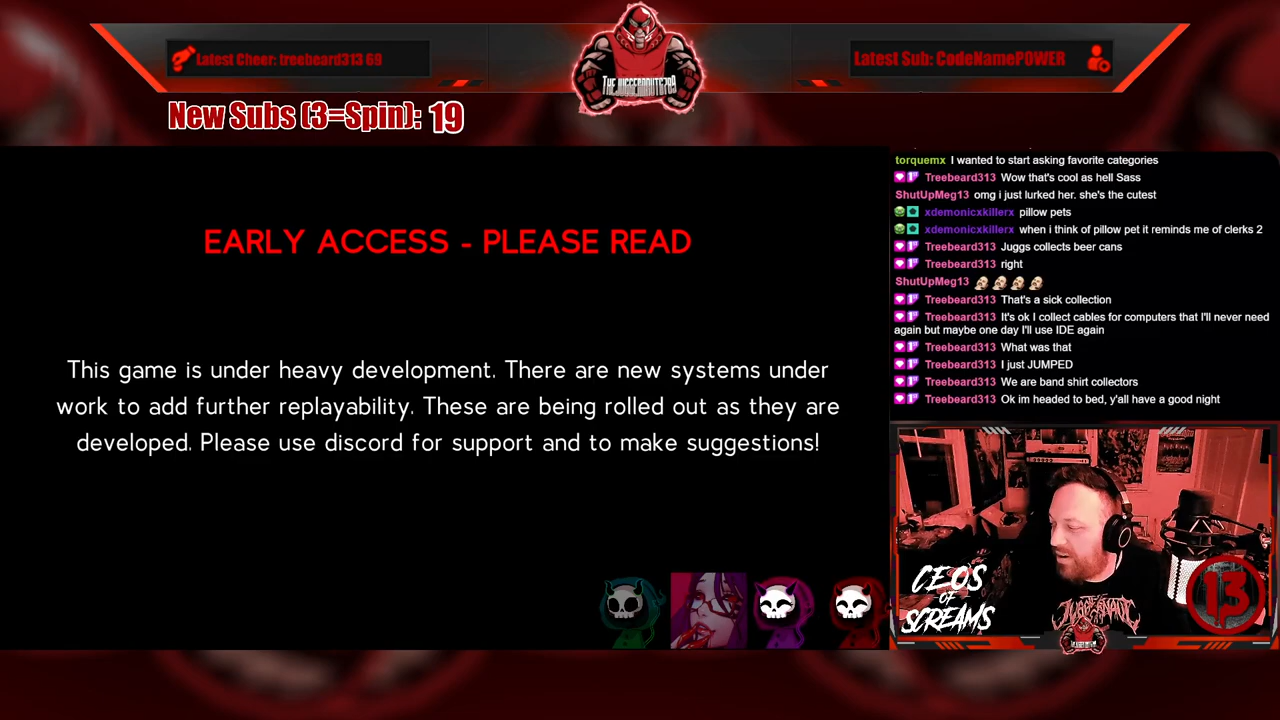 Latest Cheer: treebeard313 69
THEJUGGERNAUT6789
Latest Sub: CodeNamePOWER
New Subs (3=Spin): 19
EARLY ACCESS - PLEASE READ
This game is under heavy development. There are new systems under
work to add further replayability. These are being rolled out as they are
developed. Please use discord for support and to make suggestions!
torquemx I wanted to start asking favorite categories
Treebeard313 Wow that's cool as hell Sass
ShutUpMeg13 omg i just lurked her. she's the cutest
xdemonicxkillerx pillow pets
xdemonicxkillerx when i think of pillow pet it reminds me of clerks 2
Treebeard313 Juggs collects beer cans
Treebeard313 right
ShutUpMeg13
Treebeard313 That's a sick collection
Treebeard313 It's ok I collect cables for computers that I'll never need
again but maybe one day I'll use IDE again
Treebeard313 What was that
Treebeard313 I just JUMPED
Treebeard313 We are band shirt collectors
Treebeard313 Ok im headed to bed, y'all have a good night
CEOS
OF
SCREAMS
13